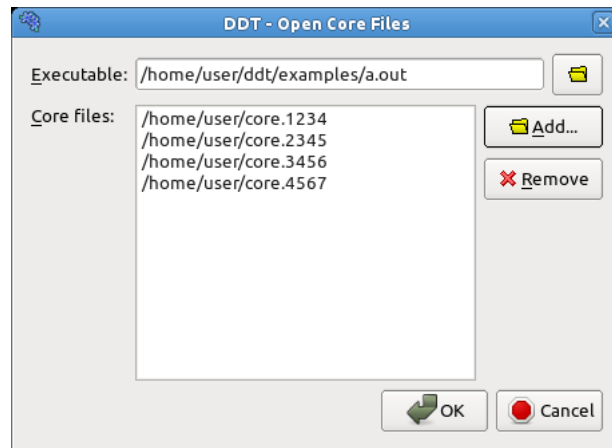 DDT - Open Core Files
Executable: /home/user/ddt/examples/a.out
Core files:
/home/user/core.1234
/home/user/core.2345
/home/user/core.3456
/home/user/core.4567
Add...
Remove
OK
Cancel